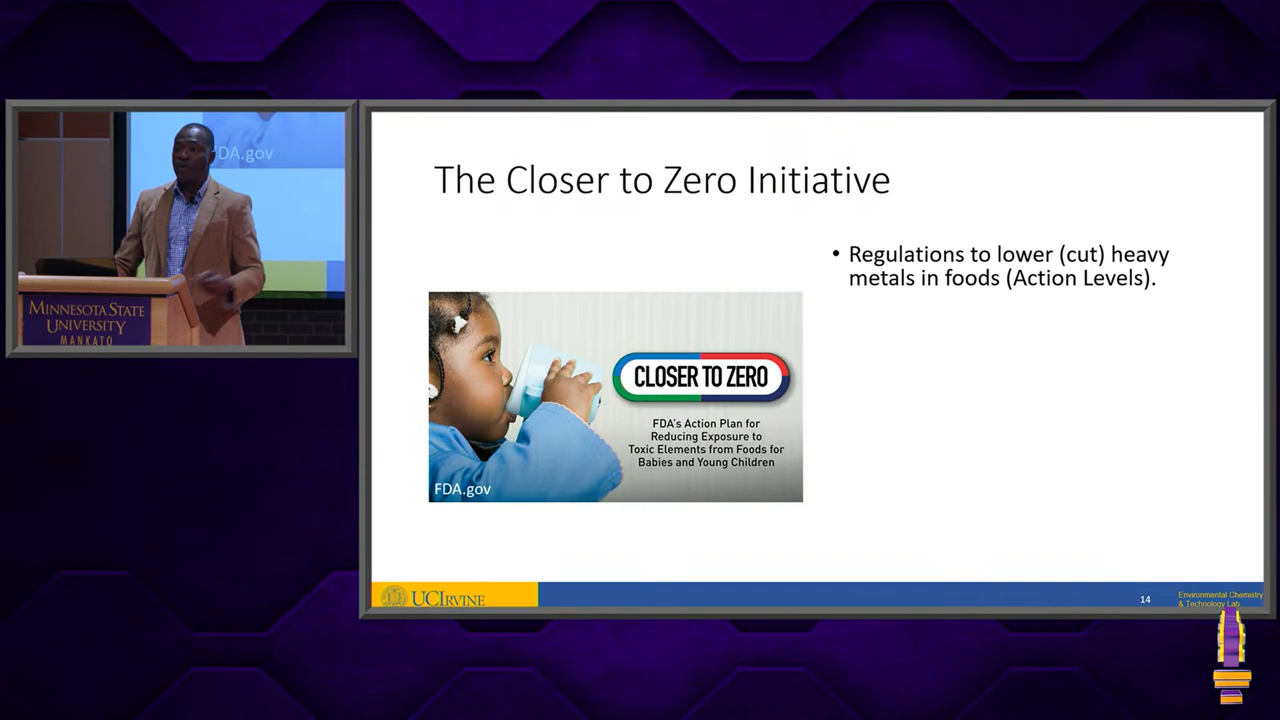 DA.gov
MINNESOTA STATE
UNIVERSITY
MANKATO
The Closer to Zero Initiative
• Regulations to lower (cut) heavy
metals in foods (Action Levels).
CLOSER TO ZERO
FDA's Action Plan for
Reducing Exposure to
Toxic Elements from Foods for
Babies and Young Children
FDA.gov
UCIRVINE
14
Environmental Chemistry
& Technology Lab